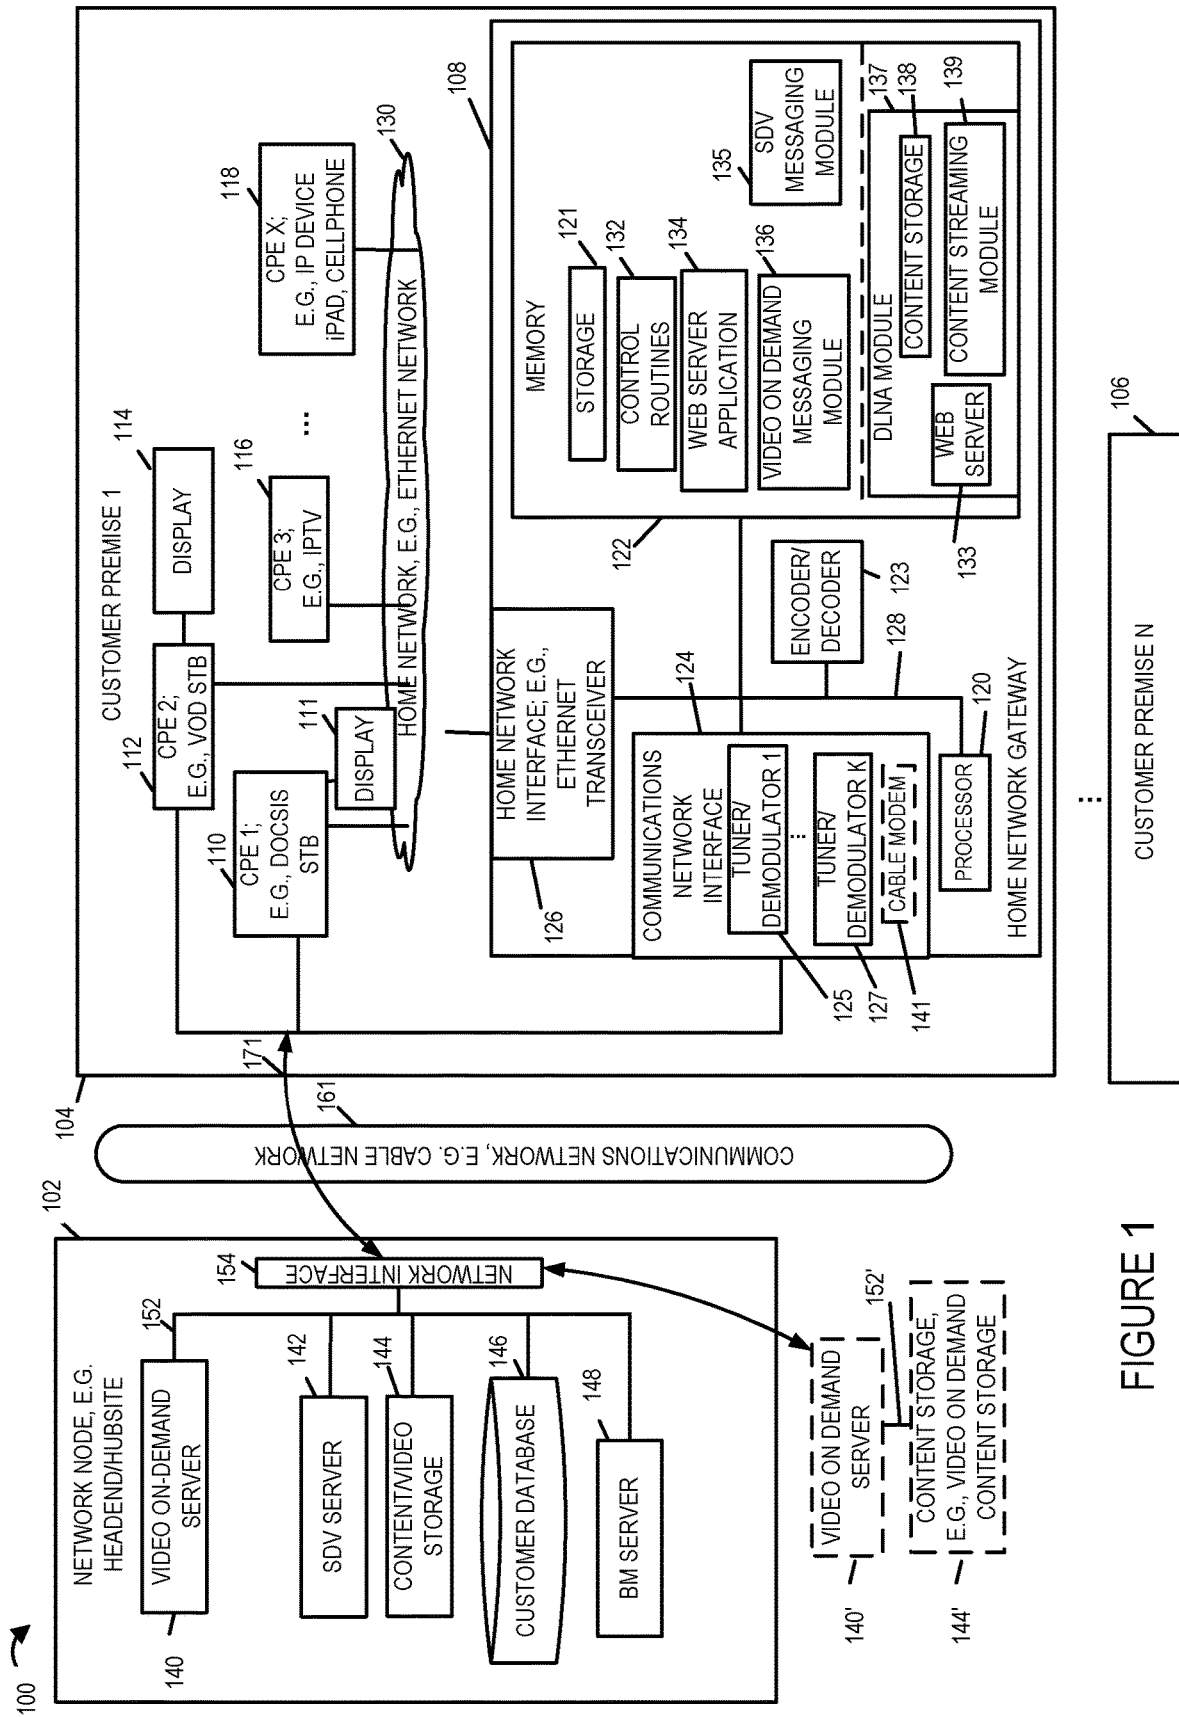 100
NETWORK NODE, E.G.
HEADEND/HUBSITE
102
VIDEO ON-DEMAND
SERVER
140
152
154
NETWORK INTERFACE
SDV SERVER
142
CONTENT/VIDEO
STORAGE
144
CUSTOMER DATABASE
146
BM SERVER
148
VIDEO ON DEMAND
SERVER
140'
152'
CONTENT STORAGE,
E.G., VIDEO ON DEMAND
CONTENT STORAGE
144'
COMMUNICATIONS NETWORK, E.G. CABLE NETWORK
161
171
104
CUSTOMER PREMISE 1
CPE 1;
E.G., DOCSIS
STB
110
DISPLAY
111
CPE 2;
E.G., VOD STB
112
DISPLAY
114
CPE 3;
E.G., IPTV
116
...
CPE X;
E.G., IP DEVICE
iPAD, CELLPHONE
118
HOME NETWORK, E.G., ETHERNET NETWORK
130
108
HOME NETWORK
INTERFACE; E.G.,
ETHERNET
TRANSCEIVER
126
COMMUNICATIONS
NETWORK
INTERFACE
124
TUNER/
DEMODULATOR 1
125
...
TUNER/
DEMODULATOR K
127
CABLE MODEM
141
PROCESSOR
120
128
ENCODER/
DECODER
123
HOME NETWORK GATEWAY
MEMORY
122
STORAGE
121
CONTROL
ROUTINES
132
WEB SERVER
APPLICATION
134
VIDEO ON DEMAND
MESSAGING
MODULE
136
SDV
MESSAGING
MODULE
135
DLNA MODULE
137
CONTENT STORAGE
138
CONTENT STREAMING
MODULE
139
WEB
SERVER
133
...
CUSTOMER PREMISE N
106
FIGURE 1